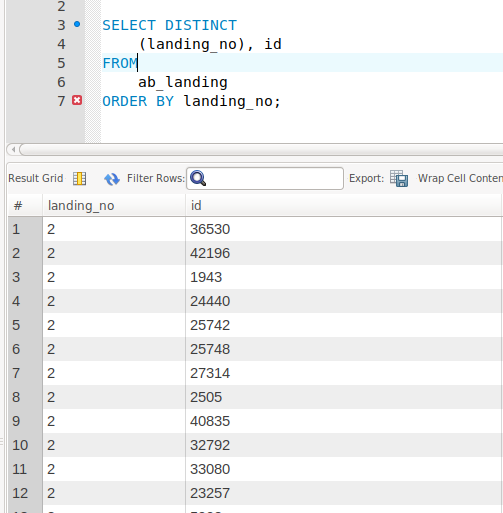 2
3 SELECT DISTINCT
4 (landing_no), id
5 FROM
6 ab_landing
7 ORDER BY landing_no;
Result Grid Filter Rows: Export: Wrap Cell Conten
# landing_no id
1 2 36530
2 2 42196
3 2 1943
4 2 24440
5 2 25742
6 2 25748
7 2 27314
8 2 2505
9 2 40835
10 2 32792
11 2 33080
12 2 23257